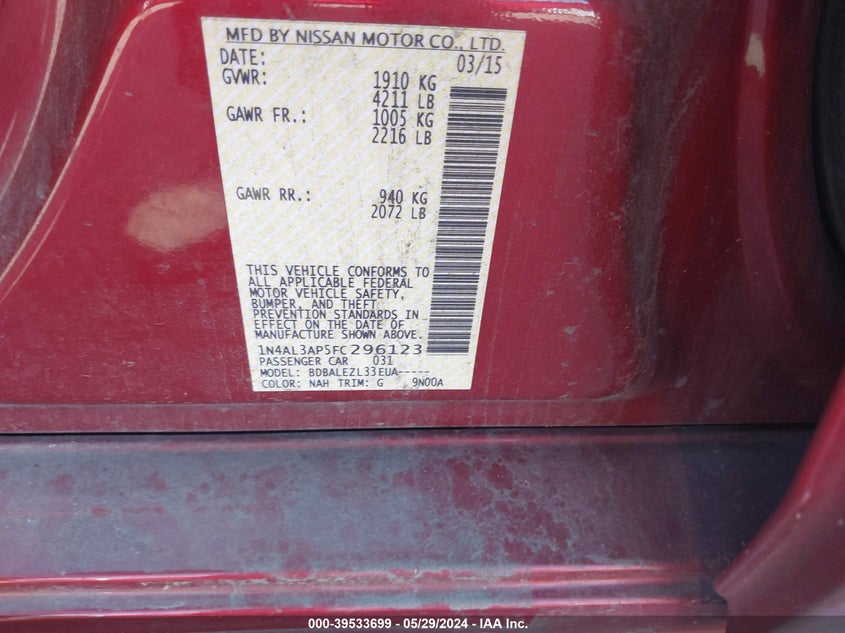 MFD BY NISSAN MOTOR CO., LTD.
DATE: 03/15
GVWR: 1910 KG
4211 LB
GAWR FR.: 1005 KG
2216 LB
GAWR RR.: 940 KG
2072 LB
THIS VEHICLE CONFORMS TO
ALL APPLICABLE FEDERAL
MOTOR VEHICLE SAFETY,
BUMPER, AND THEFT
PREVENTION STANDARDS IN
EFFECT ON THE DATE OF
MANUFACTURE SHOWN ABOVE.
1N4AL3AP5FC296123
PASSENGER CAR 031
MODEL: BDBALEZL33EUA-----
COLOR: NAH TRIM: G 9N00A
000-39533699 - 05/29/2024 - IAA Inc.